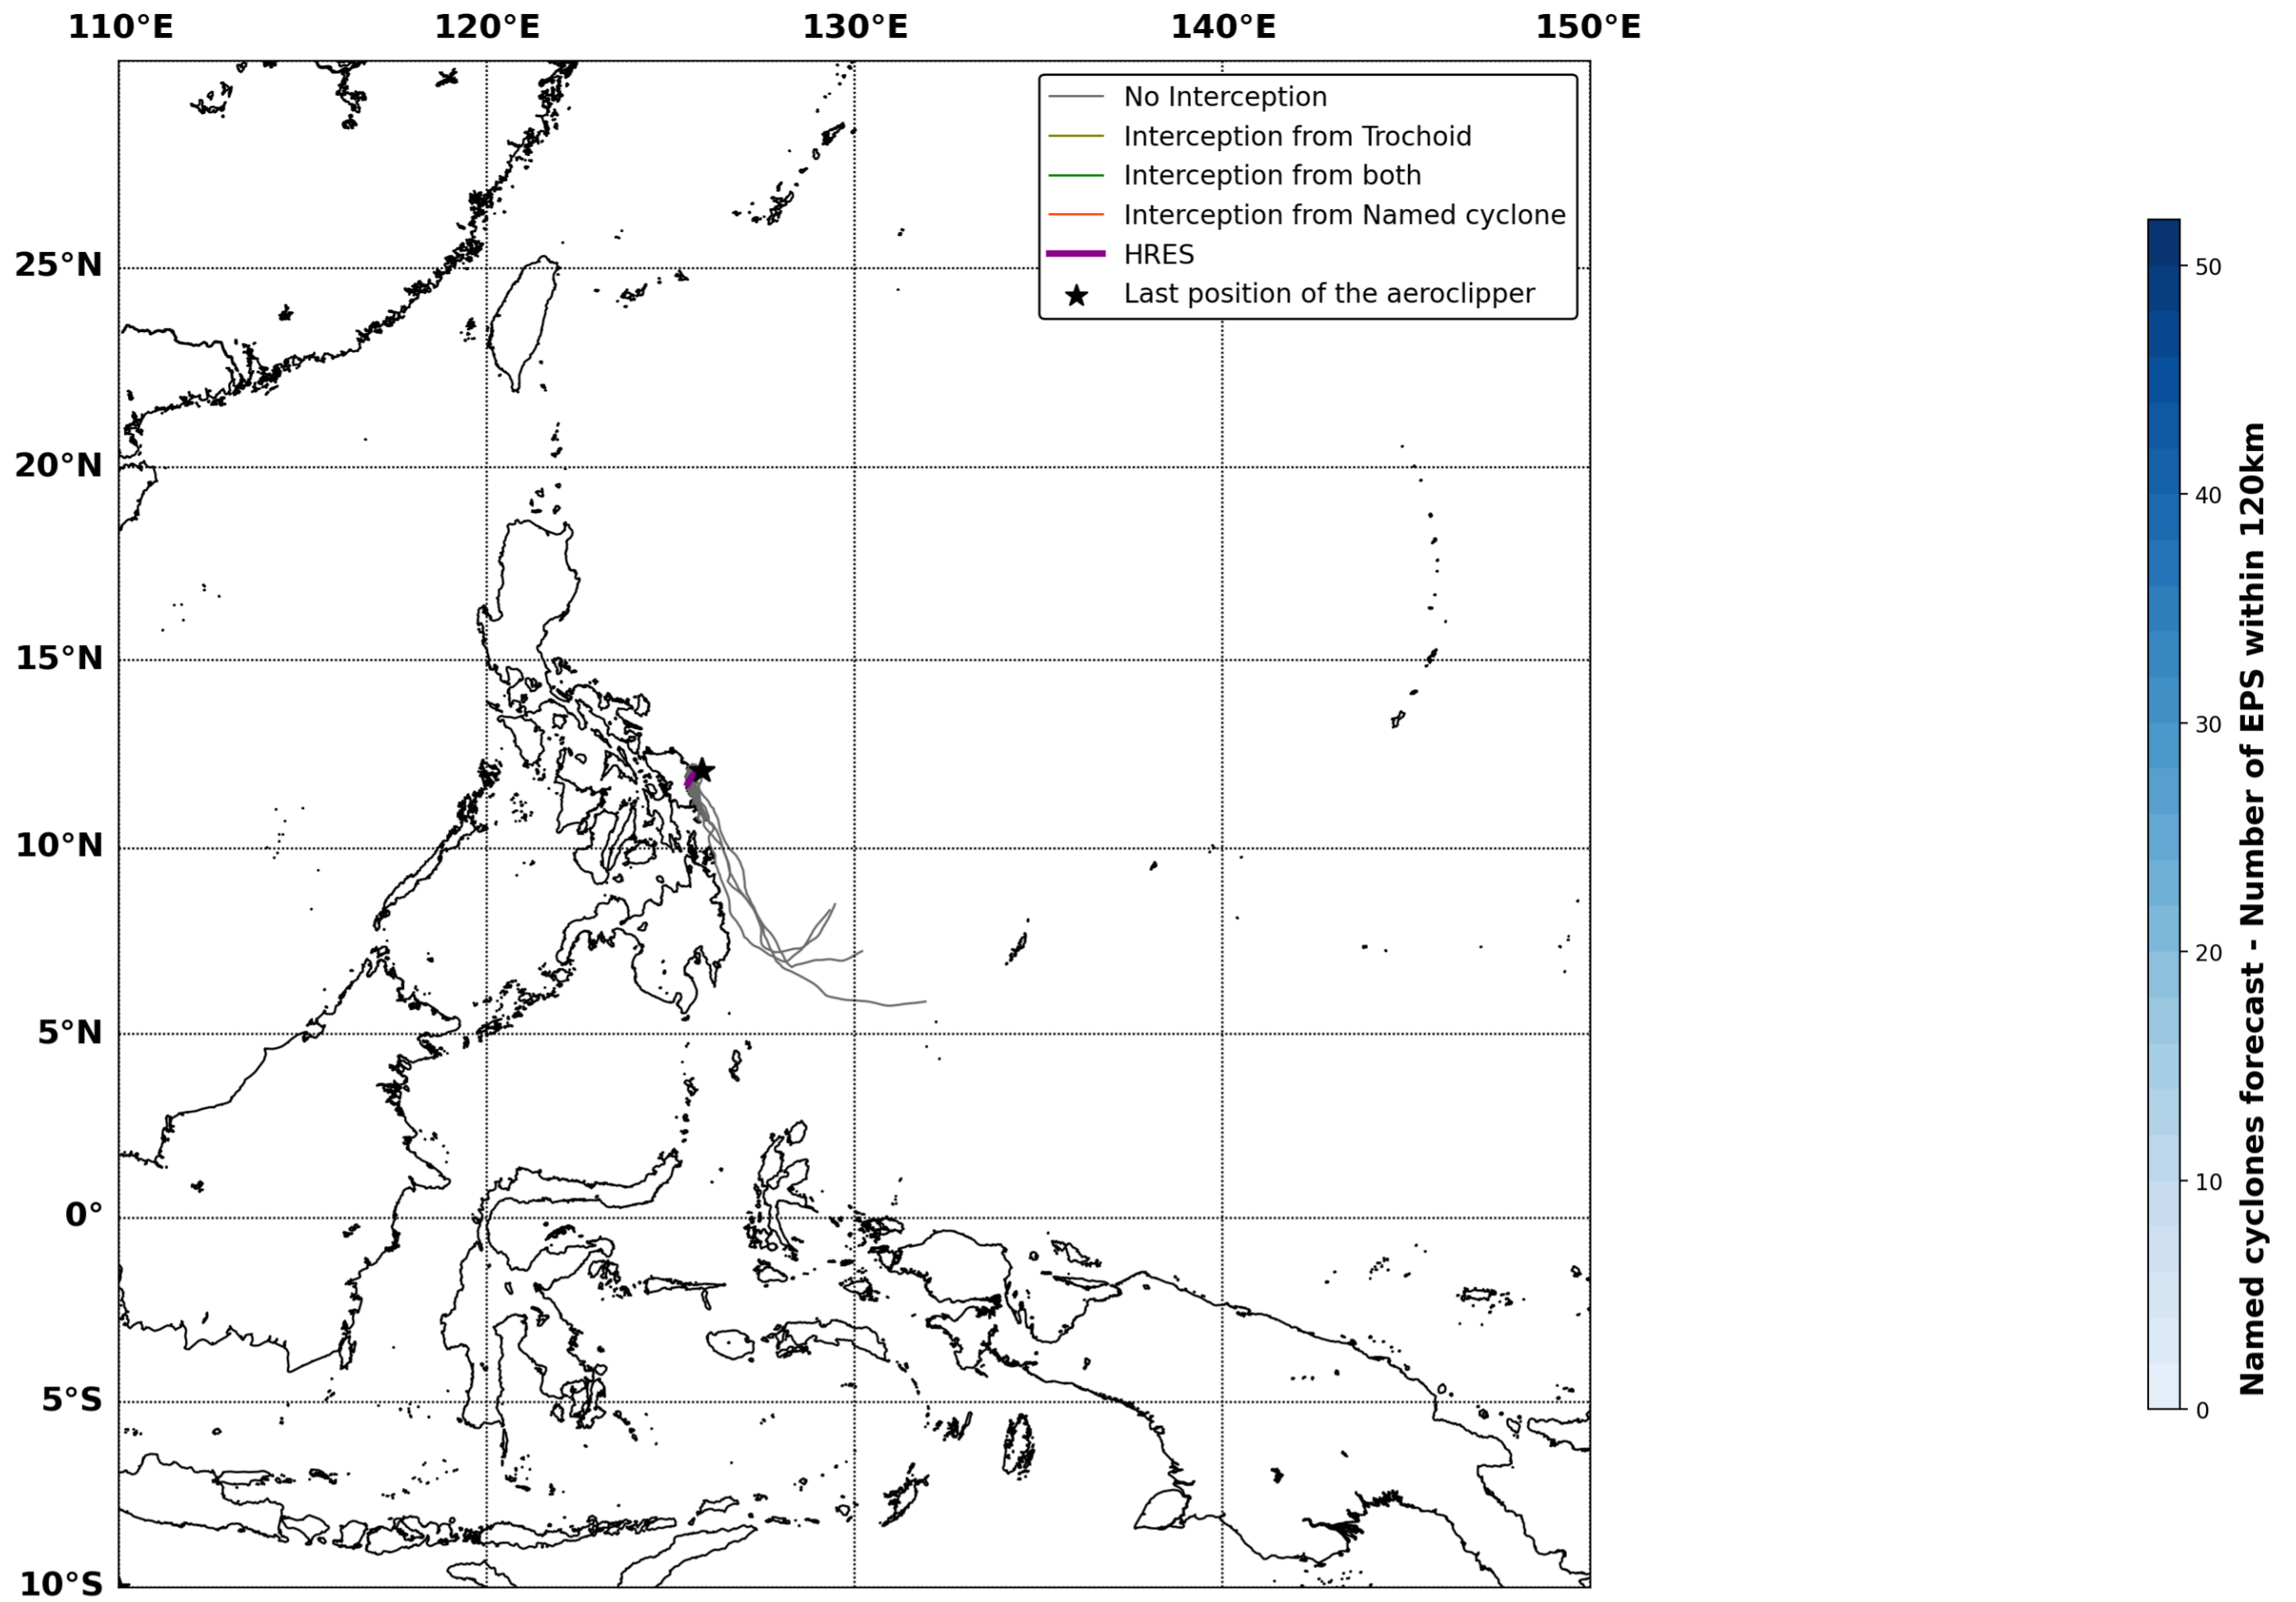 110°E 120°E 130°E 140°E 150°E
No Interception
Interception from Trochoid
Interception from both
Interception from Named cyclone
HRES
Last position of the aeroclipper
25°N
20°N
15°N
10°N
5°N
0°
5°S
10°S
50
40
30
20
10
0
Named cyclones forecast - Number of EPS within 120km